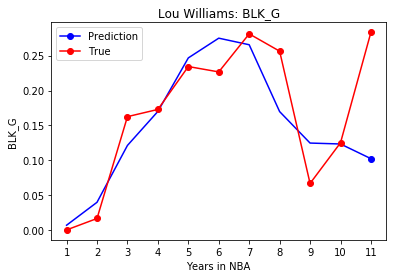 Lou Williams: BLK_G
Prediction
True
BLK_G
0.25
0.20
0.15
0.10
0.05
0.00
1 2 3 4 5 6 7 8 9 10 11
Years in NBA